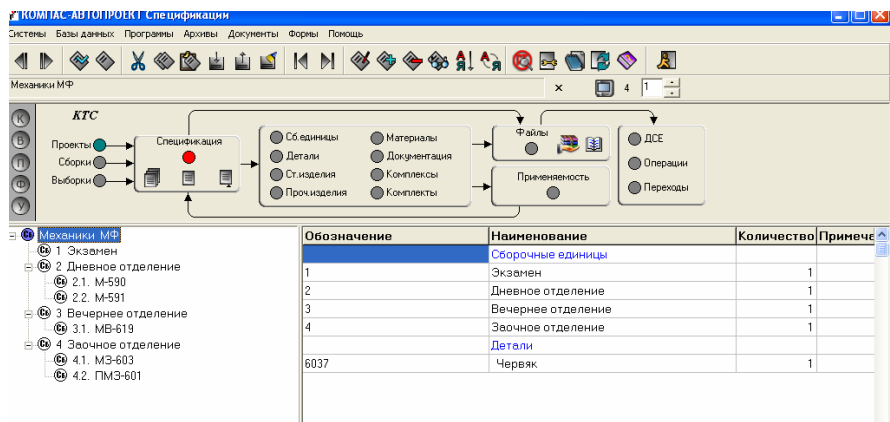 КОМПАС-АВТОПРОЕКТ Спецификации
Системы Базы данных Программы Архивы Документы Формы Помощь
Механики МФ
4 1
КТС
К
В
П
Ф
У
Проекты
Сборки
Выборки
Спецификация
Сб.единицы
Детали
Ст.изделия
Проч.изделия
Материалы
Документация
Комплексы
Комплекты
Файлы
Применяемость
ДСЕ
Операции
Переходы
Механики МФ
1 Экзамен
2 Дневное отделение
2.1. М-590
2.2. М-591
3 Вечернее отделение
3.1. МВ-619
4 Заочное отделение
4.1. МЗ-603
4.2. ПМЗ-601
Обозначение Наименование Количество Примеча
Сборочные единицы
1 Экзамен 1
2 Дневное отделение 1
3 Вечернее отделение 1
4 Заочное отделение 1
Детали
6037 Червяк 1